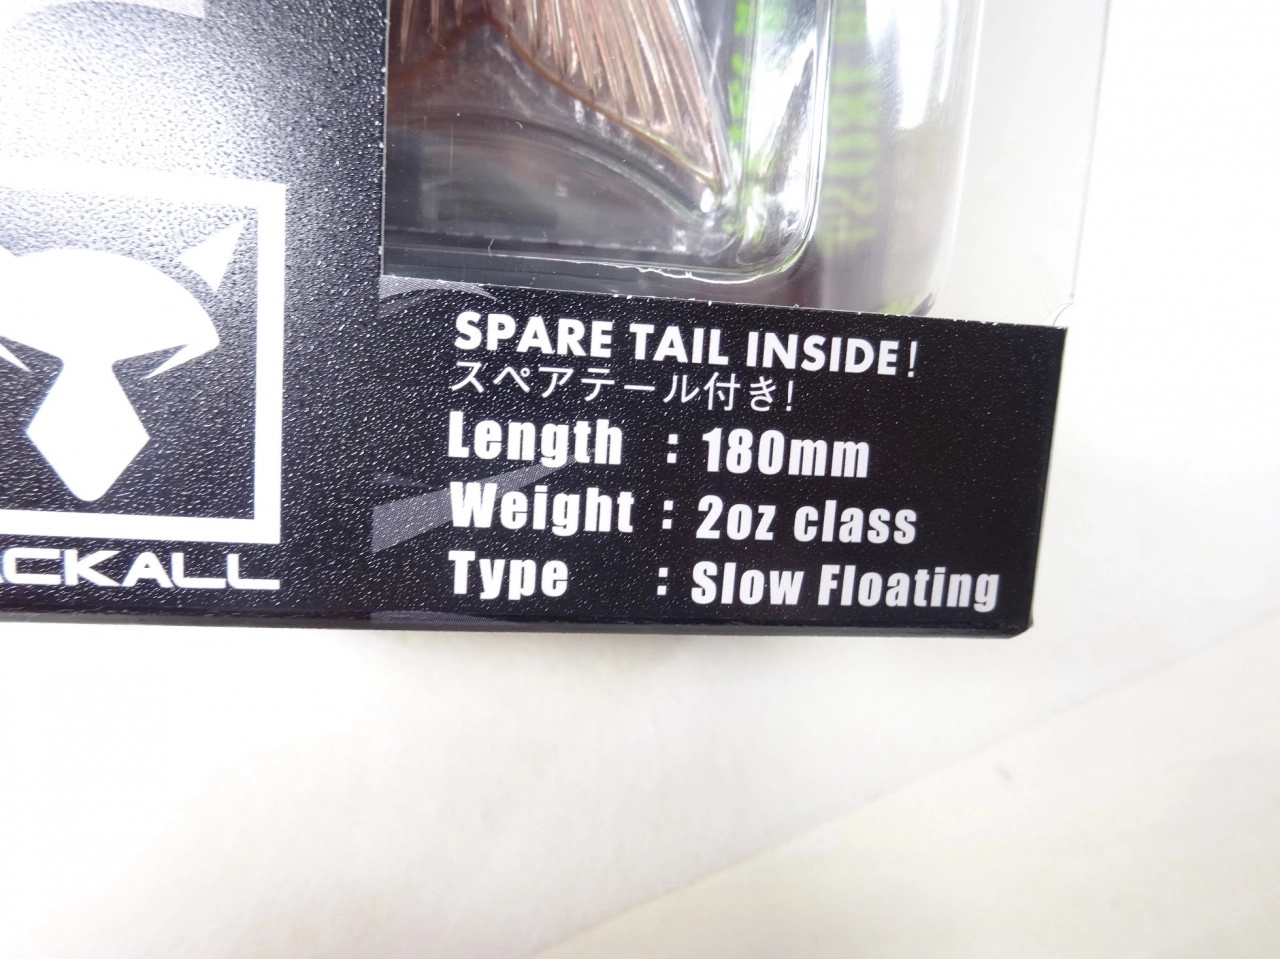 SPARE TAIL INSIDE!
スペアテール付き!
Length : 180mm
Weight : 2oz class
Type : Slow Floating
ACKALL